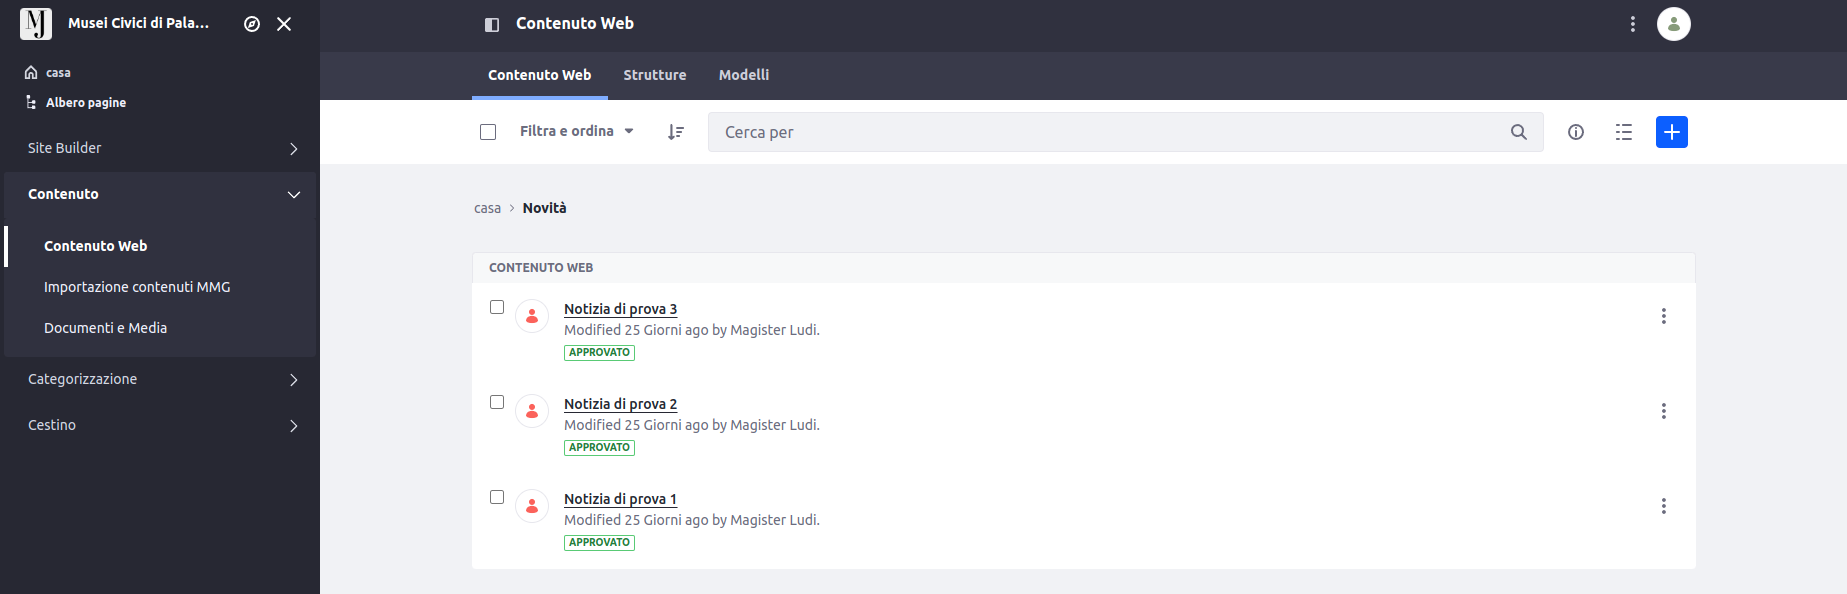 MJ
Musei Civici di Pala...
casa
Albero pagine
Site Builder
Contenuto
Contenuto Web
Importazione contenuti MMG
Documenti e Media
Categorizzazione
Cestino
Contenuto Web
Contenuto Web Strutture Modelli
Filtra e ordina Cerca per
casa > Novità
CONTENUTO WEB
Notizia di prova 3
Modified 25 Giorni ago by Magister Ludi.
APPROVATO
Notizia di prova 2
Modified 25 Giorni ago by Magister Ludi.
APPROVATO
Notizia di prova 1
Modified 25 Giorni ago by Magister Ludi.
APPROVATO